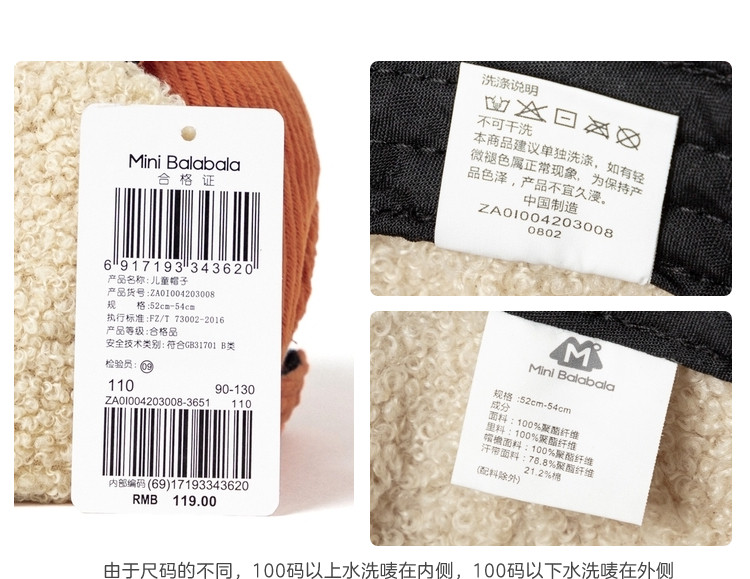 Mini Balabala
合格证
6 917193 343620
产品名称:儿童帽子
产品货号:ZA0I004203008
规 格:52cm-54cm
执行标准:FZ/T 73002-2016
产品等级:合格品
安全技术类别:符合GB31701 B类
检验员: 09
110 90-130
ZA0I004203008-3651 110
内部编码 (69)17193343620
RMB 119.00
洗涤说明
不可干洗
本商品建议单独洗涤，如有轻
微褪色属正常现象，为保持产
品色泽，产品不宜久浸。
中国制造
ZA0I004203008
0802
Mini Balabala
规格:52cm-54cm
成分
面料:100%聚酯纤维
里料:100%聚酯纤维
帽檐面料:100%聚酯纤维
汗带面料:78.8%聚酯纤维
21.2%棉
(配料除外)
由于尺码的不同，100码以上水洗唛在内侧，100码以下水洗唛在外侧